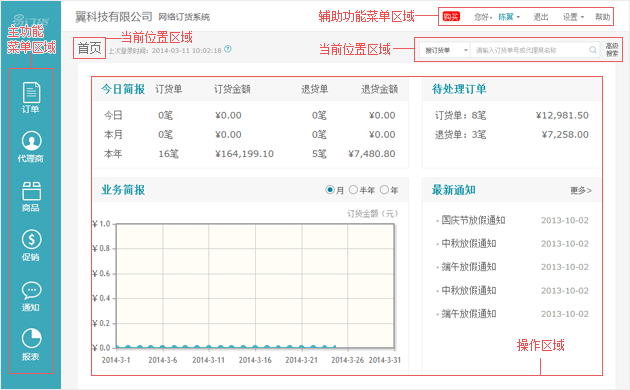 易订货
主功能
菜单区域
翼科技有限公司 网络订货系统
辅助功能菜单区域
购买 您好, 陈翼 退出 设置 帮助
首页
当前位置区域
上次登录时间：2014-03-11 10:02:18
当前位置区域
搜订货单 请输入订货单号或代理商名称 高级
搜索
订单
代理商
商品
促销
通知
报表
今日简报 订货单 订货金额 退货单 退货金额
今日 0笔 ¥0.00 0笔 ¥0.00
本月 0笔 ¥0.00 0笔 ¥0.00
本年 16笔 ¥164,199.10 5笔 ¥7,480.80
待处理订单
订货单：8笔 ¥12,981.50
退货单：3笔 ¥7,258.00
业务简报 月 半年 年
订货金额（元）
¥1.0
¥0.8
¥0.6
¥0.4
¥0.2
¥0.0
2014-3-1 2014-3-6 2014-3-11 2014-3-16 2014-3-21 2014-3-26 2014-3-31
最新通知 更多>
国庆节放假通知 2013-10-02
中秋放假通知 2013-10-02
端午放假通知 2013-10-02
中秋放假通知 2013-10-02
端午放假通知 2013-10-02
操作区域